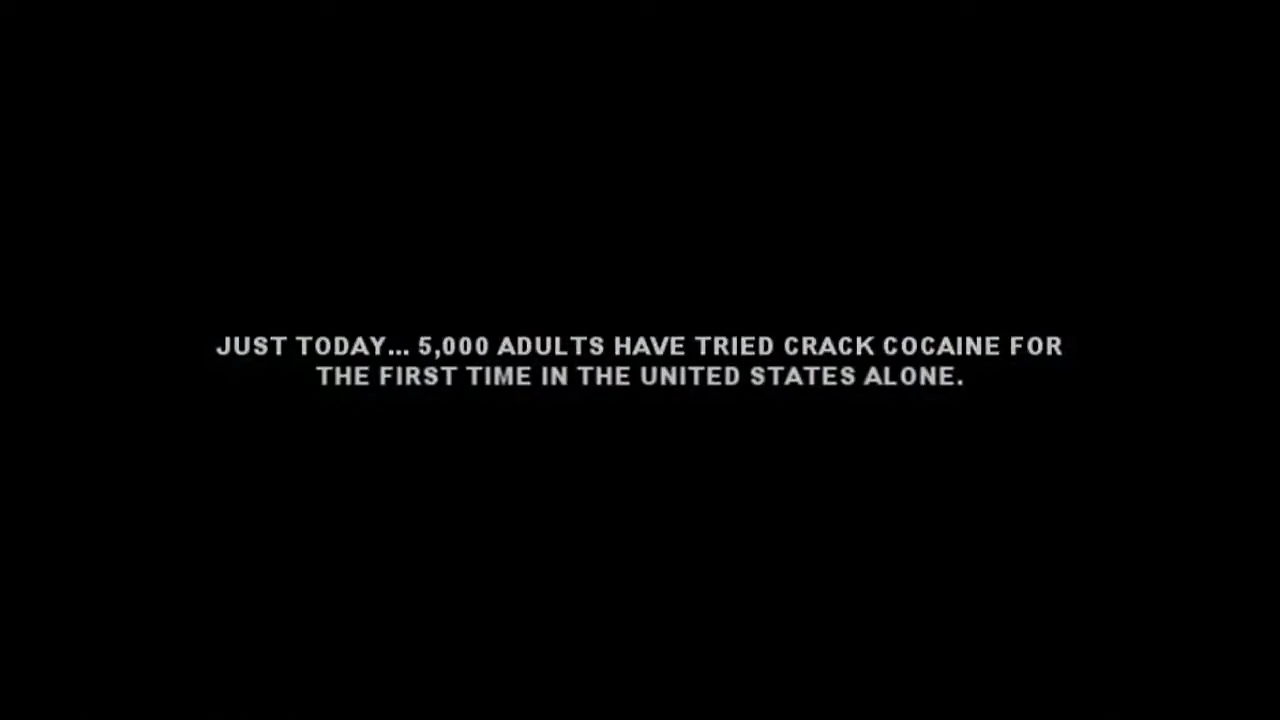 JUST TODAY... 5,000 ADULTS HAVE TRIED CRACK COCAINE FOR
THE FIRST TIME IN THE UNITED STATES ALONE.